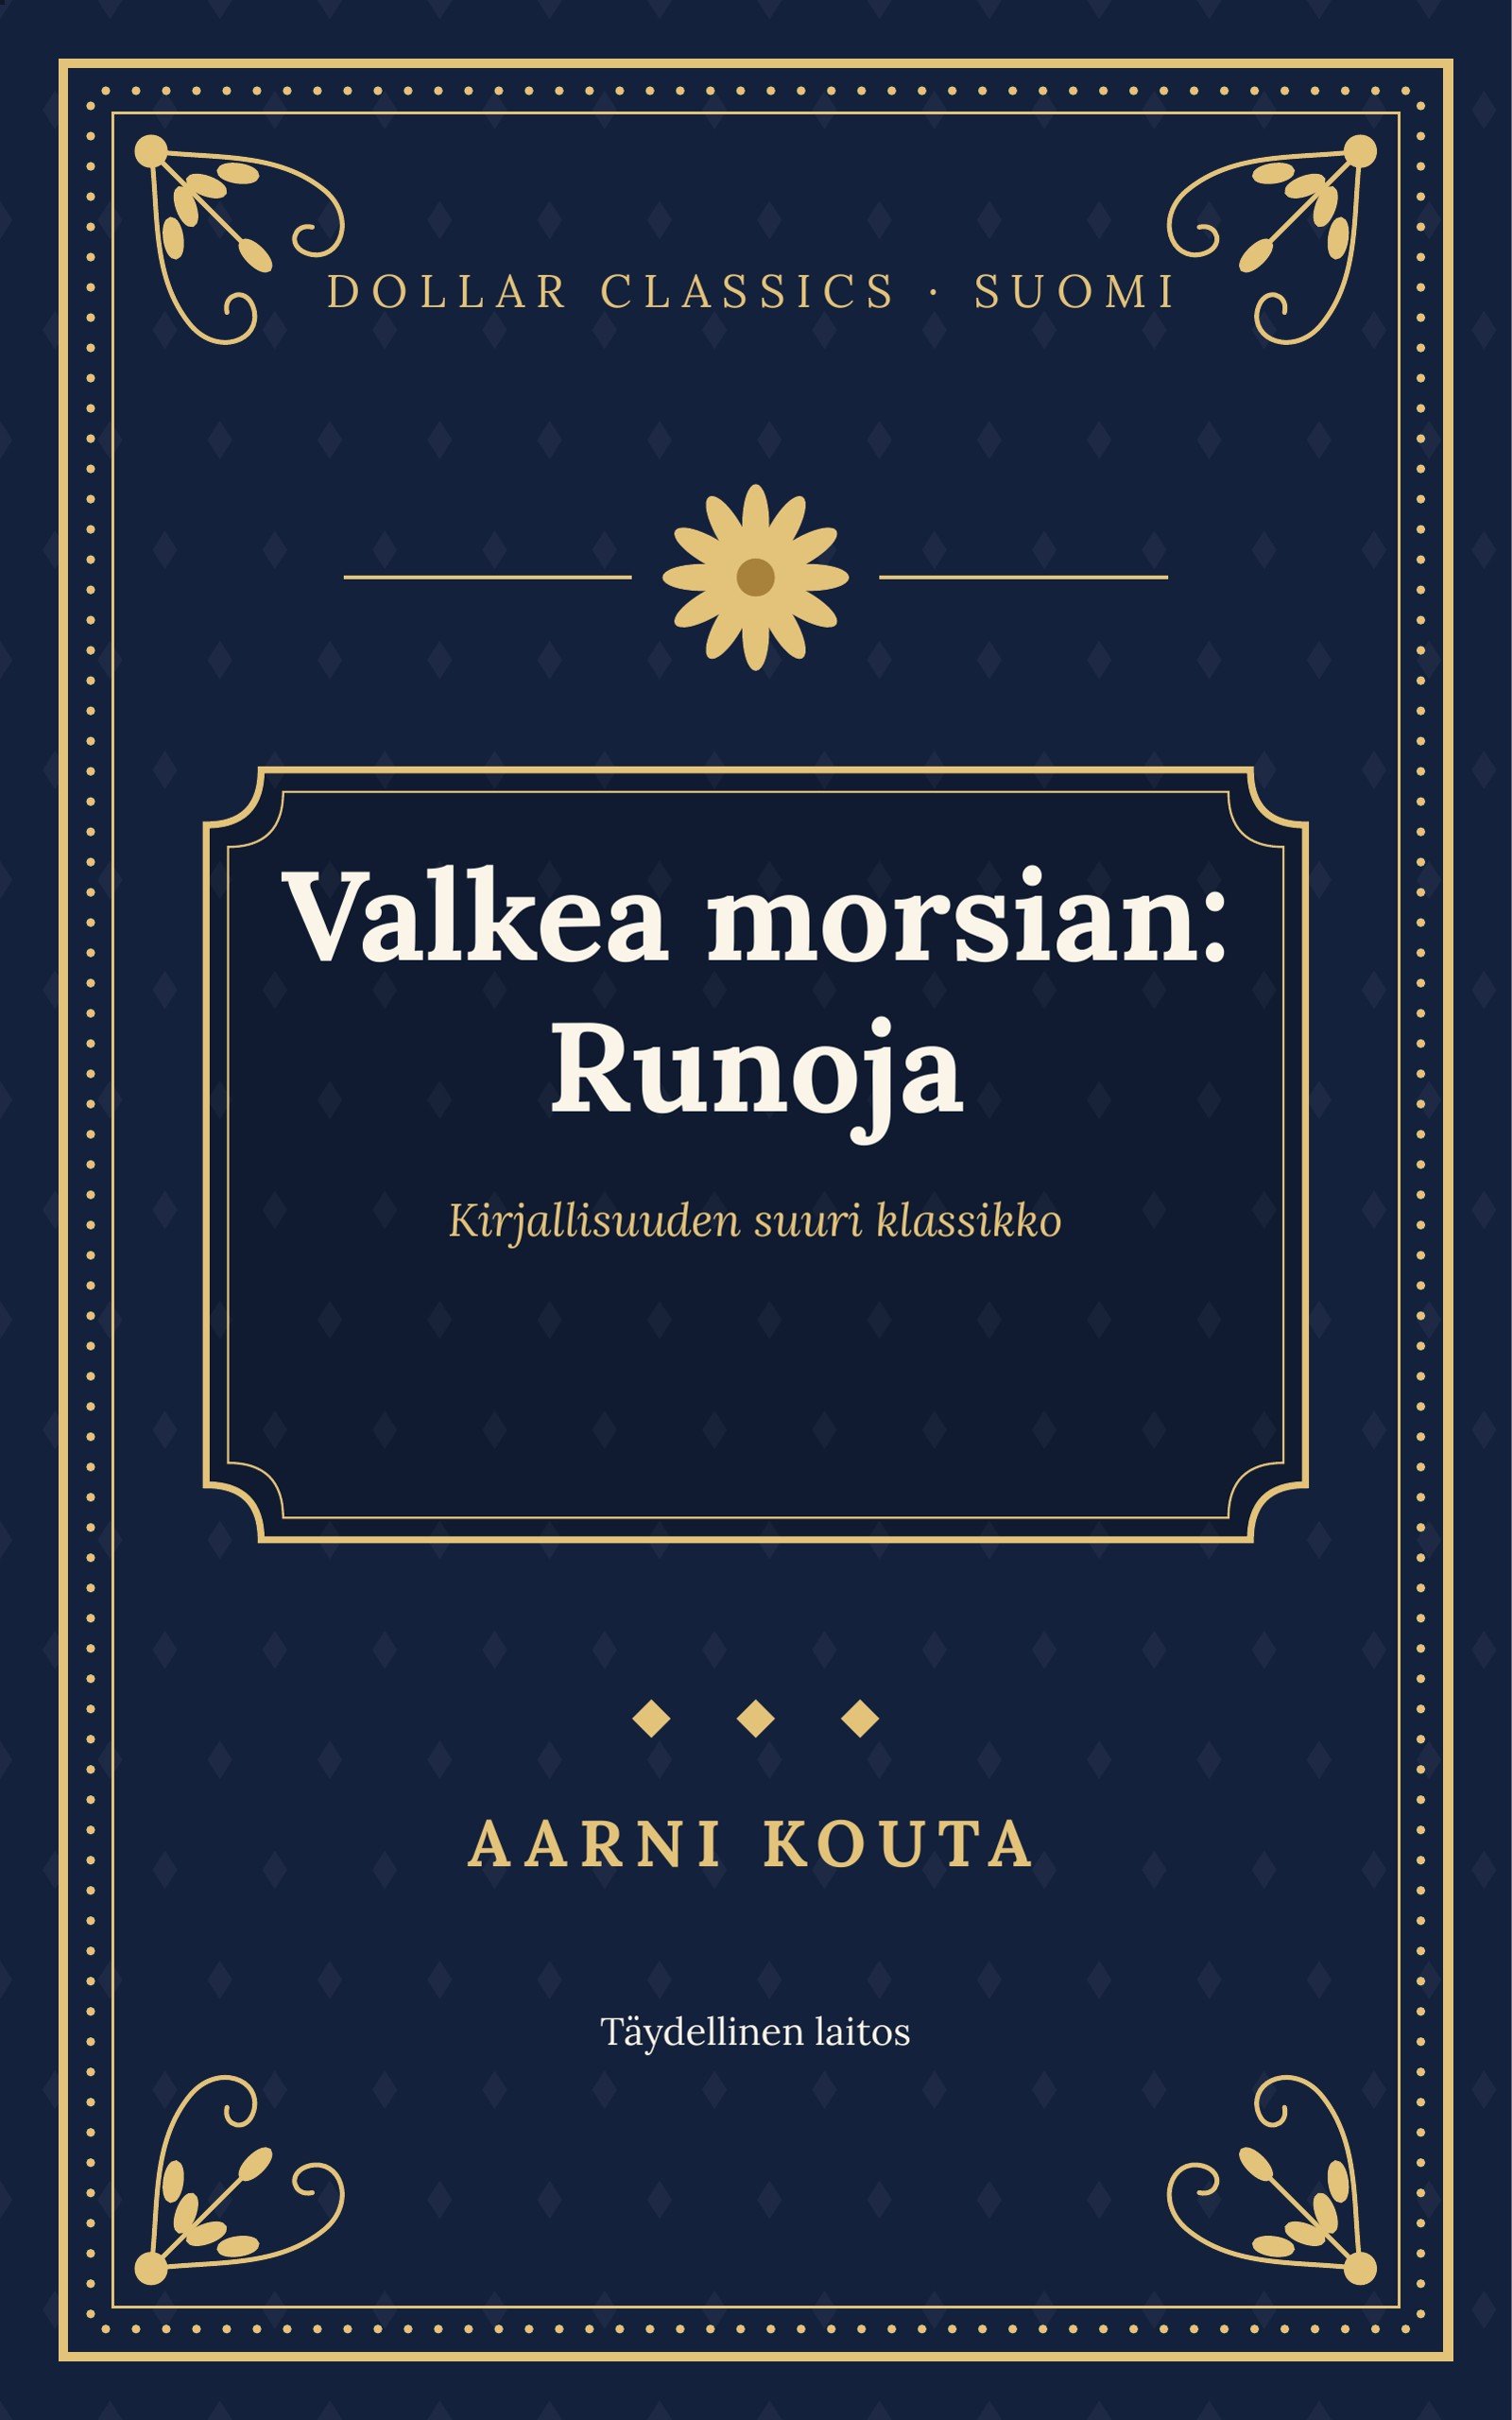 DOLLAR CLASSICS · SUOMI
Valkea morsian:
Runoja
Kirjallisuuden suuri klassikko
AARNI KOUTA
Täydellinen laitos